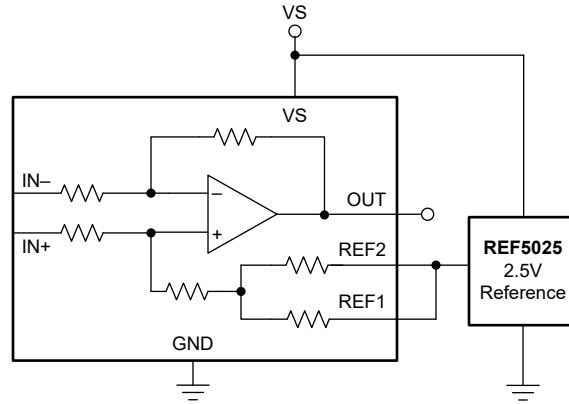 VS
VS
IN–
–
OUT
IN+
+
REF2
REF1
REF5025
2.5V
Reference
GND